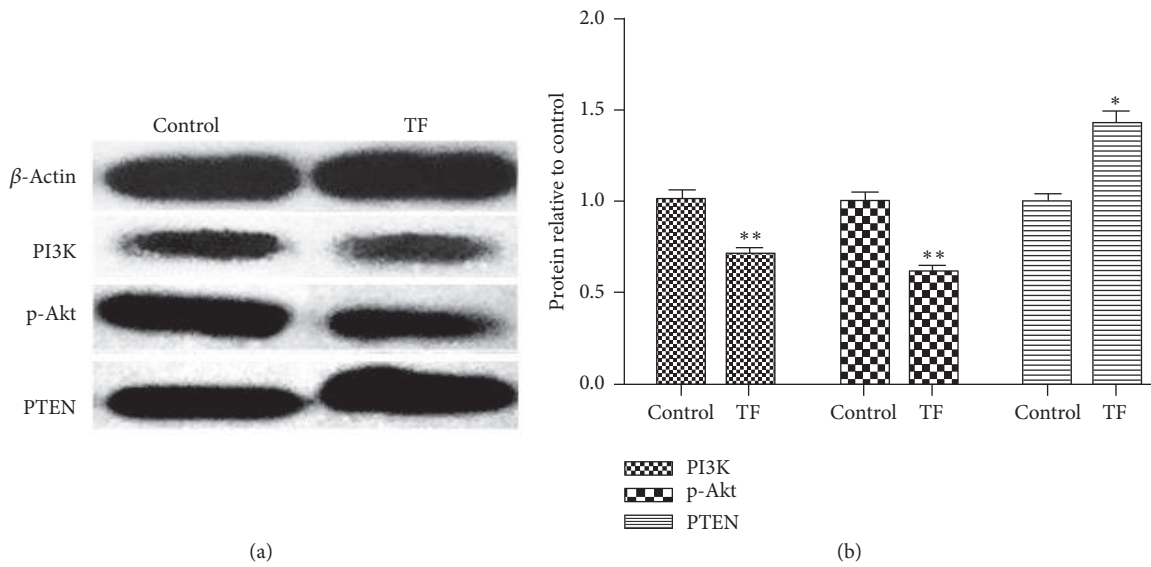 Control TF
β-Actin
PI3K
p-Akt
PTEN
(a)
2.0
1.5
1.0
0.5
0.0
Protein relative to control
**
**
*
Control TF Control TF Control TF
PI3K
p-Akt
PTEN
(b)